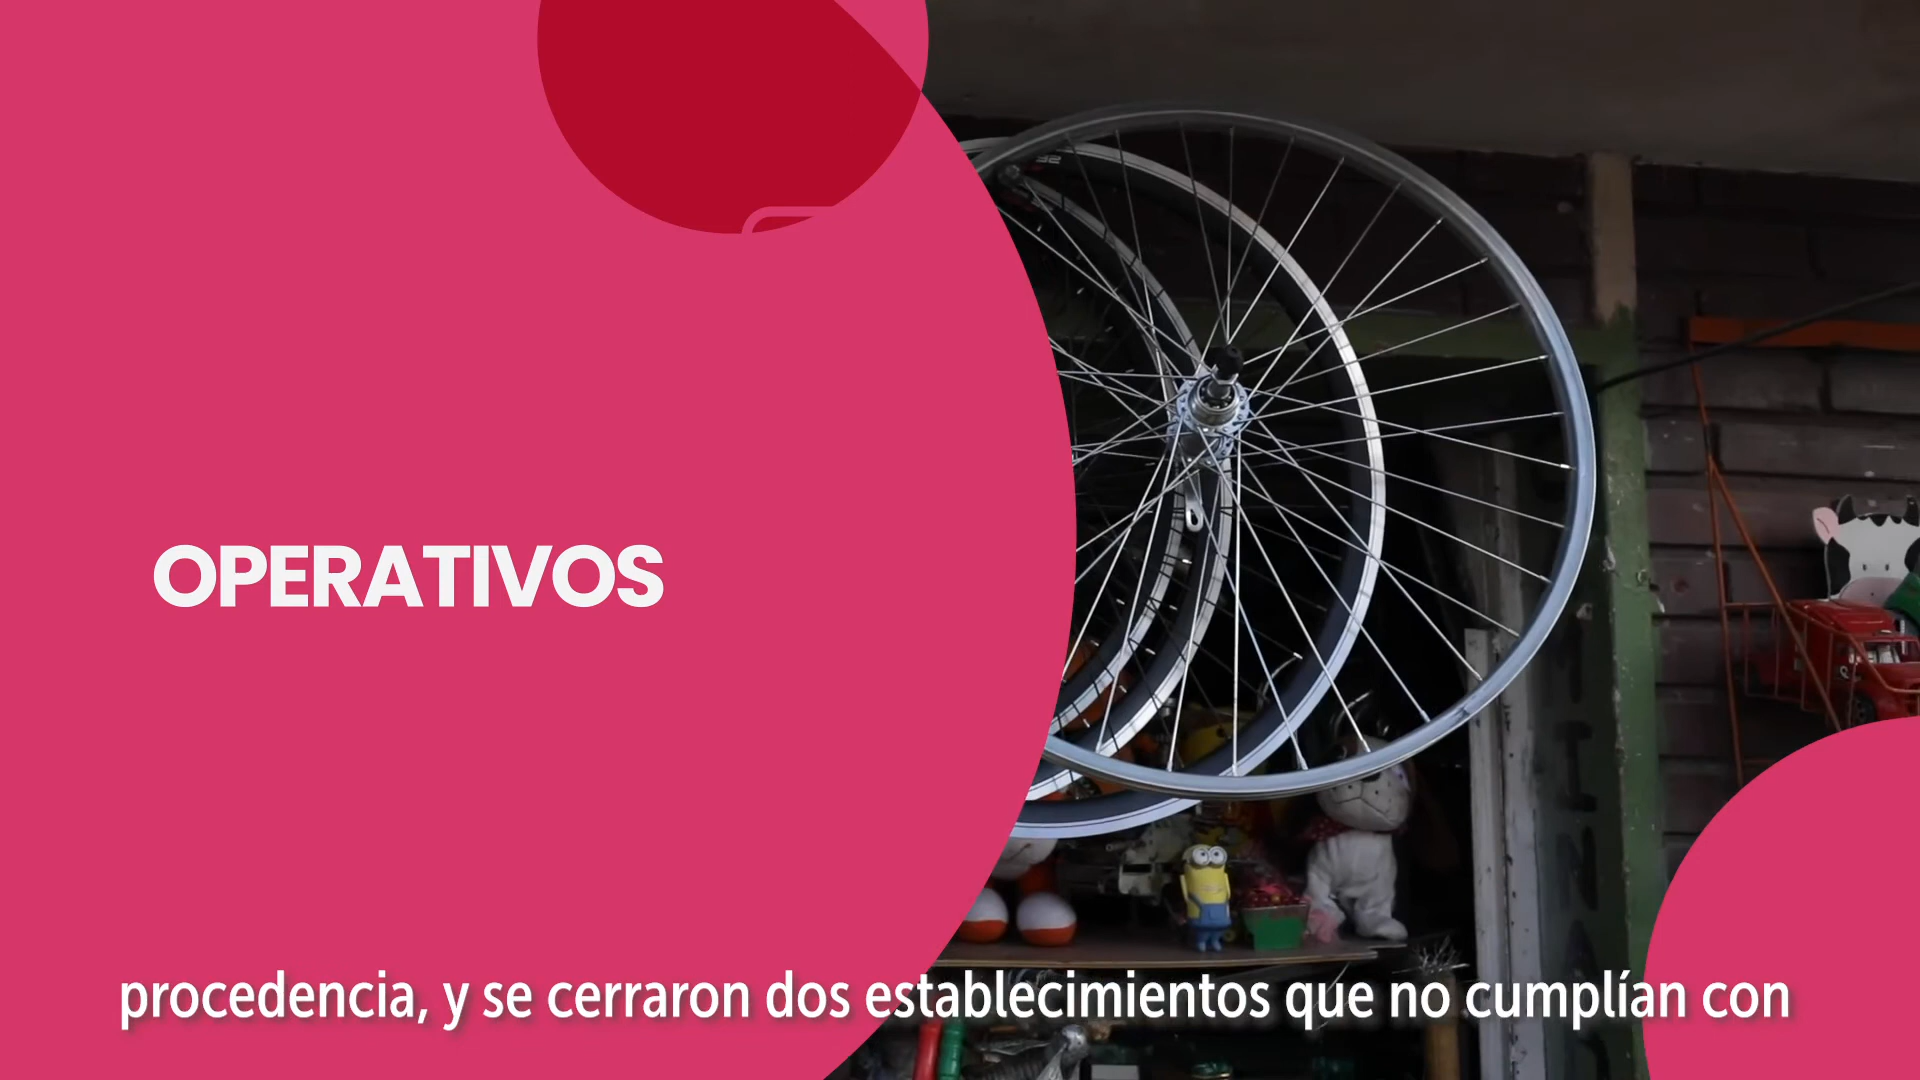 OPERATIVOS
procedencia, y se cerraron dos establecimientos que no cumplían con